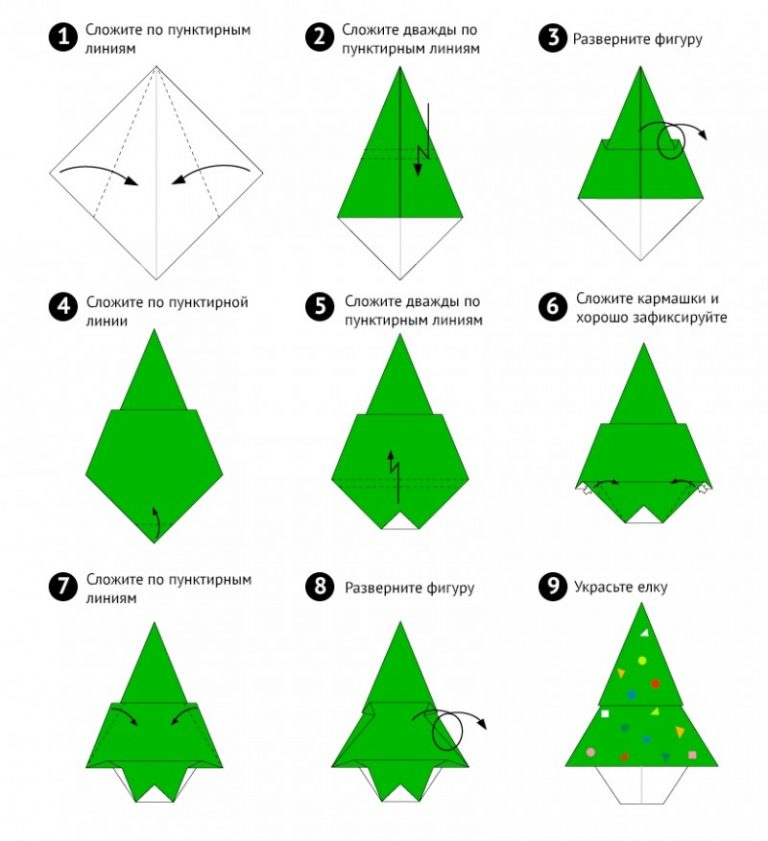 1 Сложите по пунктирным
линиям
2 Сложите дважды по
пунктирным линиям
3 Разверните фигуру
4 Сложите по пунктирной
линии
5 Сложите дважды по
пунктирным линиям
6 Сложите кармашки и
хорошо зафиксируйте
7 Сложите по пунктирным
линиям
8 Разверните фигуру
9 Украсьте елку